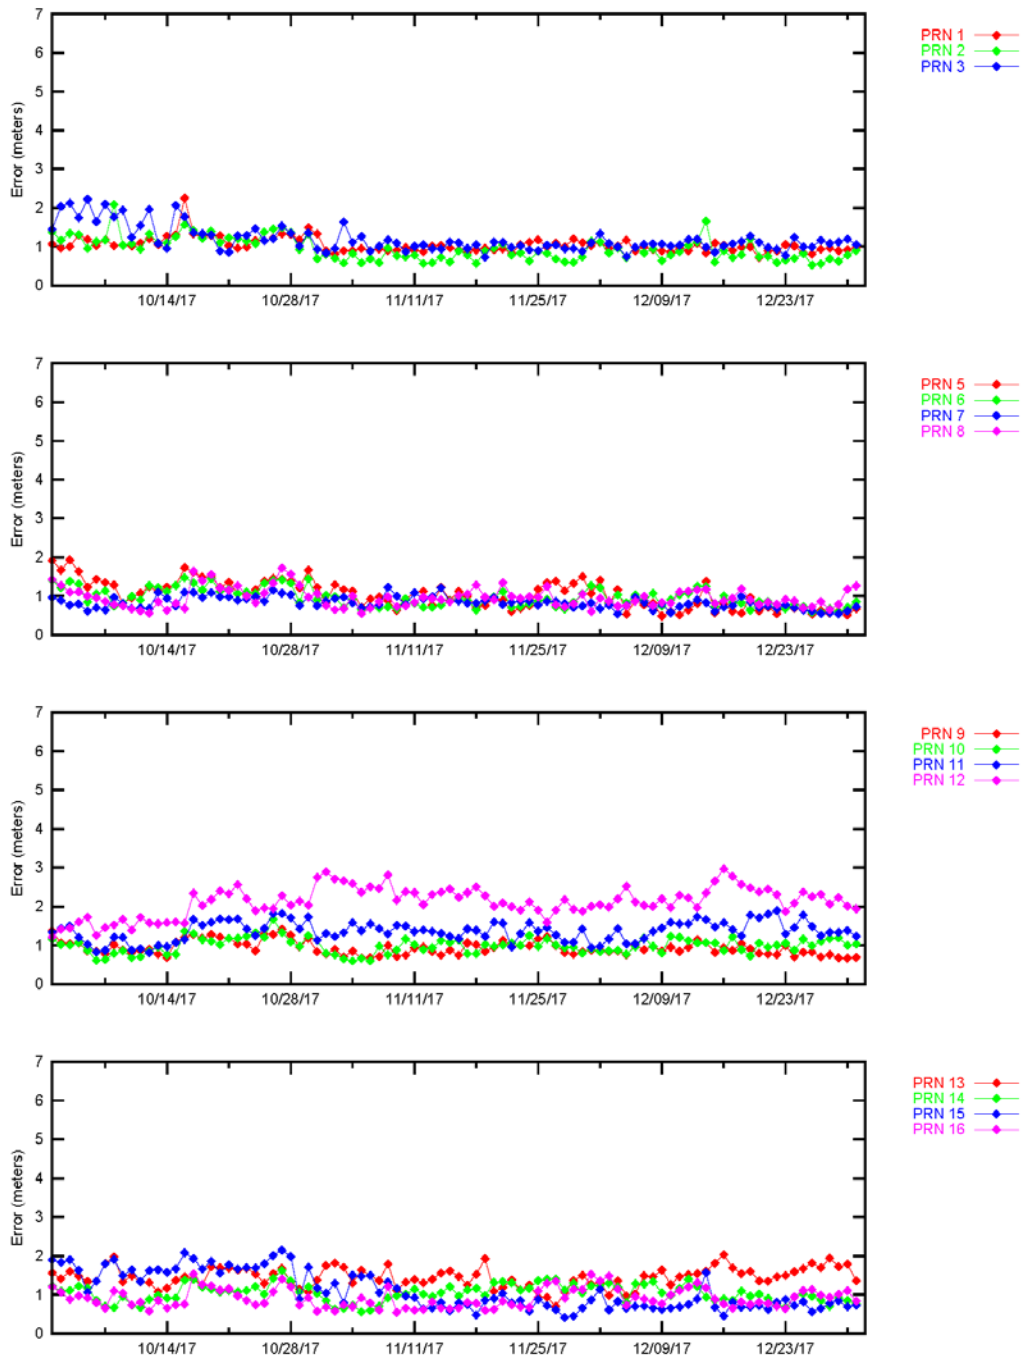 7
PRN 1
6
PRN 2
PRN 3
5
Error (meters)
4
3
2
1
0
10/14/17 10/28/17 11/11/17 11/25/17 12/09/17 12/23/17
7
PRN 5
6
PRN 6
PRN 7
PRN 8
5
Error (meters)
4
3
2
1
0
10/14/17 10/28/17 11/11/17 11/25/17 12/09/17 12/23/17
7
PRN 9
6
PRN 10
PRN 11
PRN 12
5
Error (meters)
4
3
2
1
0
10/14/17 10/28/17 11/11/17 11/25/17 12/09/17 12/23/17
7
PRN 13
6
PRN 14
PRN 15
PRN 16
5
Error (meters)
4
3
2
1
0
10/14/17 10/28/17 11/11/17 11/25/17 12/09/17 12/23/17